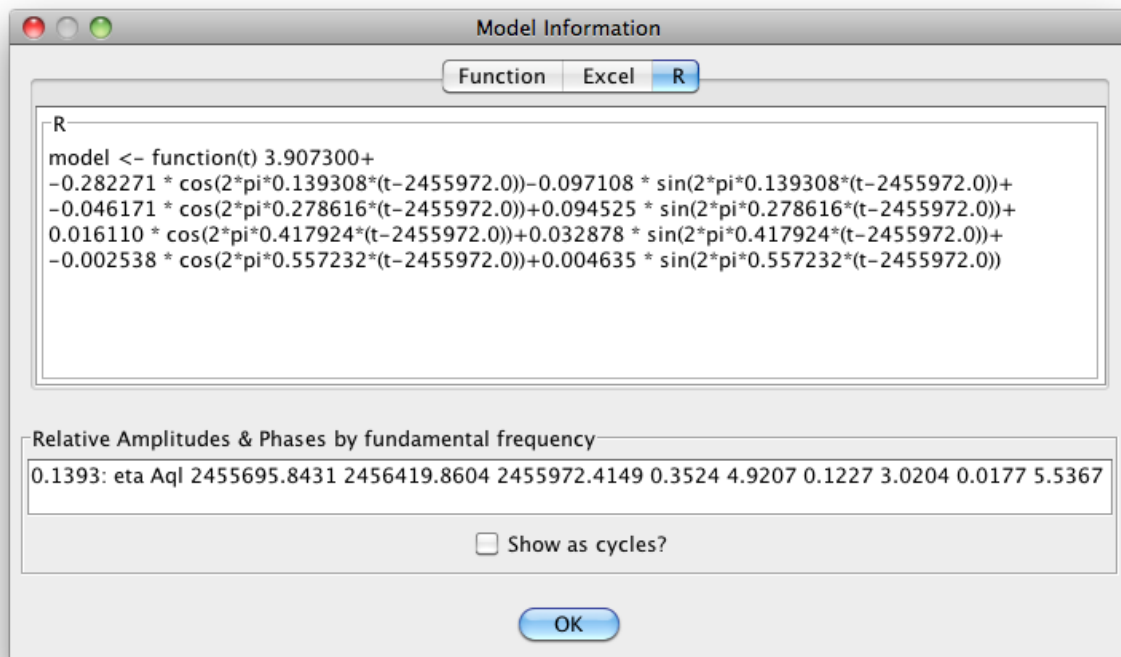 Model Information
Function Excel R
R
model <- function(t) 3.907300+
-0.282271 * cos(2*pi*0.139308*(t-2455972.0))-0.097108 * sin(2*pi*0.139308*(t-2455972.0))+
-0.046171 * cos(2*pi*0.278616*(t-2455972.0))+0.094525 * sin(2*pi*0.278616*(t-2455972.0))+
0.016110 * cos(2*pi*0.417924*(t-2455972.0))+0.032878 * sin(2*pi*0.417924*(t-2455972.0))+
-0.002538 * cos(2*pi*0.557232*(t-2455972.0))+0.004635 * sin(2*pi*0.557232*(t-2455972.0))
Relative Amplitudes & Phases by fundamental frequency
0.1393: eta Aql 2455695.8431 2456419.8604 2455972.4149 0.3524 4.9207 0.1227 3.0204 0.0177 5.5367
Show as cycles?
OK